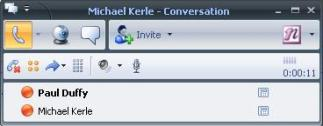 Michael Kerle - Conversation
Invite
0:00:11
Paul Duffy
Michael Kerle